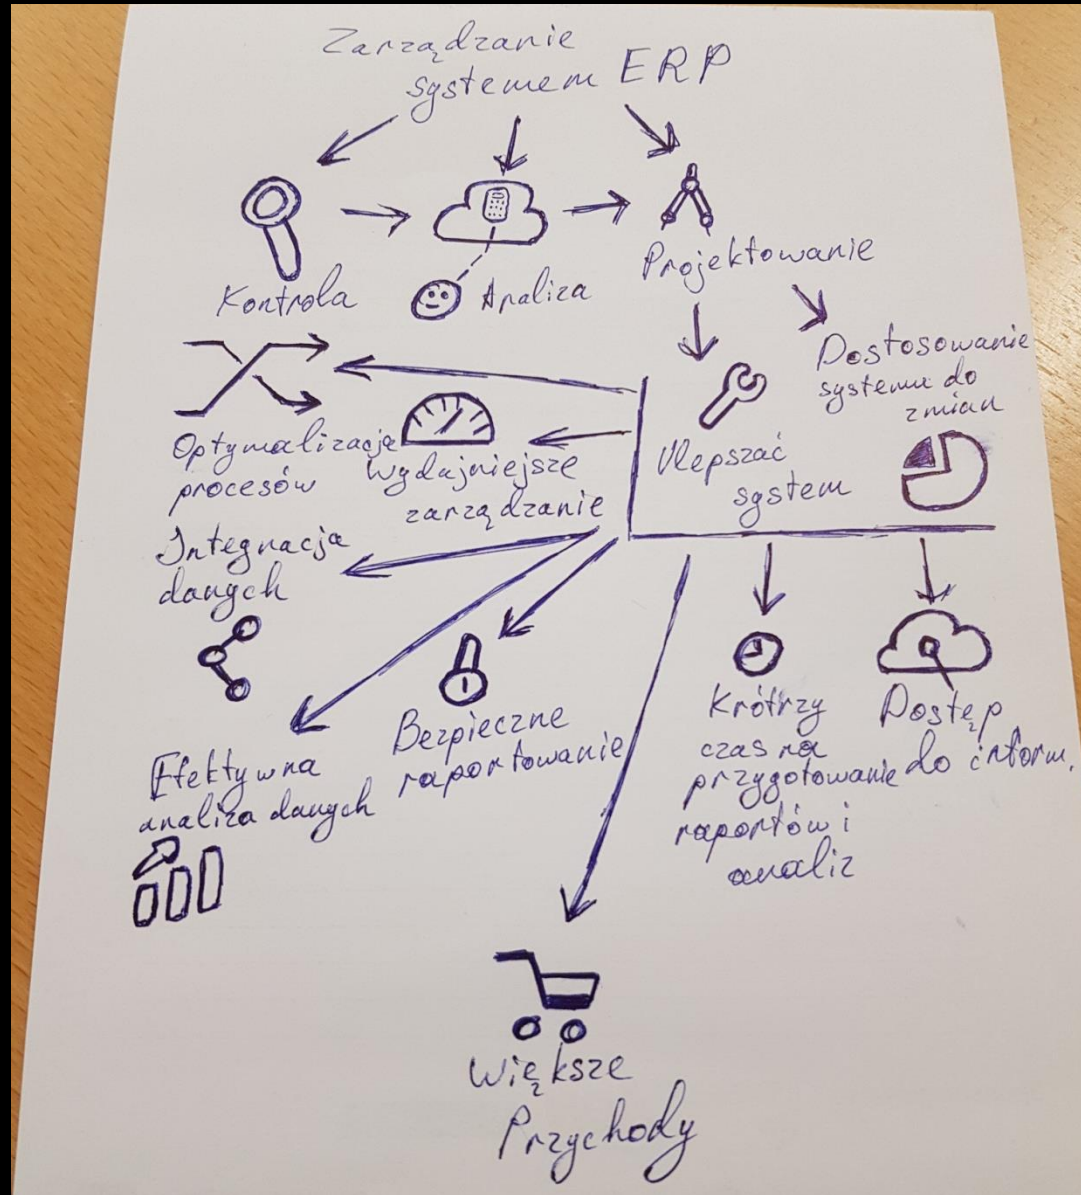 Zarządzanie
systemem ERP
Kontrola
Analiza
Projektowanie
Dostosowanie
systemu do
zmian
Ulepszać
system
Optymalizacja
procesów
Wydajniejsze
zarządzanie
Integracja
danych
Efektywna
analiza danych
Bezpieczne
raportowanie
Krótrzy
czas na
przygotowanie
raportów i
analiz
Dostęp
do inform.
Większe
Przychody